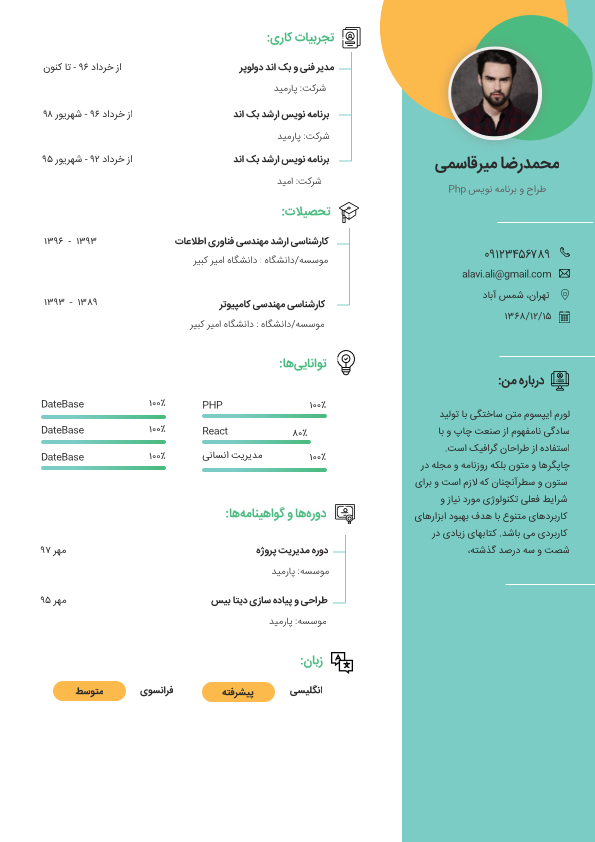 محمدرضا میرقاسمی
طراح و برنامه نویس Php
۰۹۱۲۳۴۵۶۷۸۹
alavi.ali@gmail.com
تهران، شمس آباد
۱۳۶۸/۱۲/۱۵
درباره من:
لورم ایپسوم متن ساختگی با تولید
سادگی نامفهوم از صنعت چاپ و با
استفاده از طراحان گرافیک است.
چاپگرها و متون بلکه روزنامه و مجله در
ستون و سطرآنچنان که لازم است و برای
شرایط فعلی تکنولوژی مورد نیاز و
کاربردهای متنوع با هدف بهبود ابزارهای
کاربردی می باشد. کتابهای زیادی در
شصت و سه درصد گذشته،
تجربیات کاری:
مدیر فنی و بک اند دولوپر از خرداد ۹۶ - تا کنون
شرکت: پارمید
برنامه نویس ارشد بک اند از خرداد ۹۶ - شهریور ۹۸
شرکت: پارمید
برنامه نویس ارشد بک اند از خرداد ۹۲ - شهریور ۹۵
شرکت: امید
تحصیلات:
کارشناسی ارشد مهندسی فناوری اطلاعات ۱۳۹۳ - ۱۳۹۶
موسسه/دانشگاه : دانشگاه امیر کبیر
کارشناسی مهندسی کامپیوتر ۱۳۸۹ - ۱۳۹۳
موسسه/دانشگاه : دانشگاه امیر کبیر
توانایی‌ها:
PHP ۱۰۰٪ DateBase ۱۰۰٪
React ۸۰٪ DateBase ۱۰۰٪
مدیریت انسانی ۱۰۰٪ DateBase ۱۰۰٪
دوره‌ها و گواهینامه‌ها:
دوره مدیریت پروژه مهر ۹۷
موسسه: پارمید
طراحی و پیاده سازی دیتا بیس مهر ۹۵
موسسه: پارمید
زبان:
انگلیسی پیشرفته فرانسوی متوسط